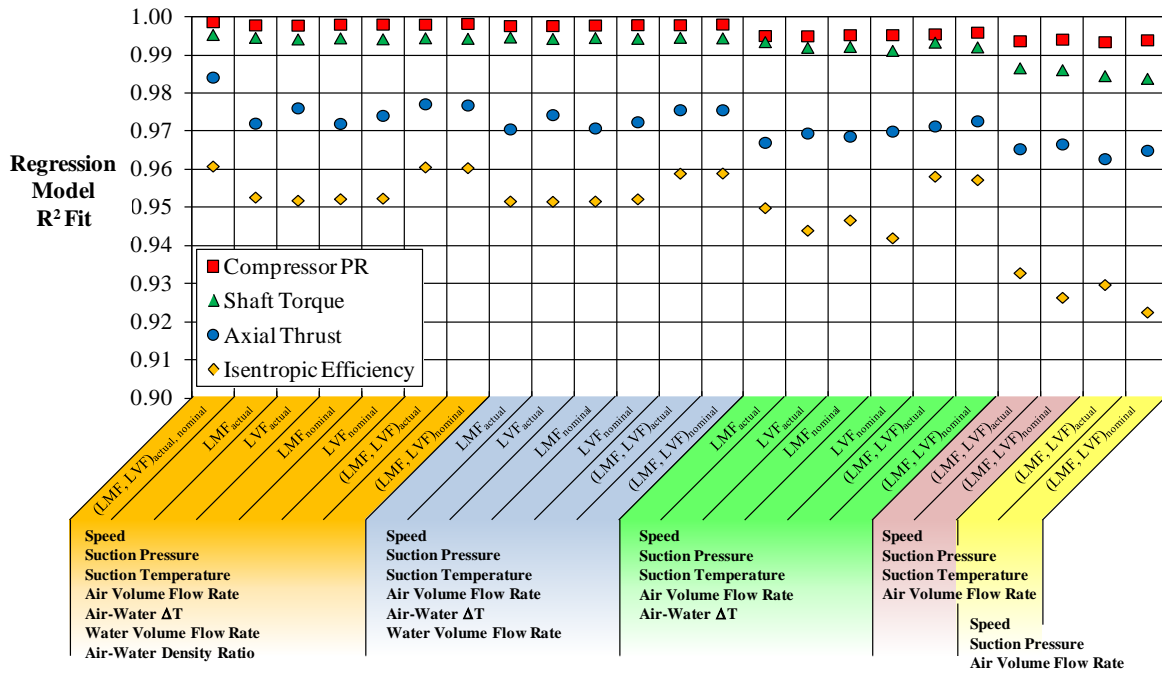 1.00
0.99
0.98
0.97
0.96
0.95
0.94
0.93
0.92
0.91
0.90
Regression
Model
R² Fit
Compressor PR
Shaft Torque
Axial Thrust
Isentropic Efficiency
(LMF, LVF)actual, nominal
LMFactual
LVFactual
LMFnominal
LVFnominal
(LMF, LVF)actual
(LMF, LVF)nominal
LMFactual
LVFactual
LMFnominal
LVFnominal
(LMF, LVF)actual
(LMF, LVF)nominal
LMFactual
LVFactual
LMFnominal
LVFnominal
(LMF, LVF)actual
(LMF, LVF)nominal
(LMF, LVF)actual
(LMF, LVF)nominal
(LMF, LVF)actual
(LMF, LVF)nominal
Speed
Suction Pressure
Suction Temperature
Air Volume Flow Rate
Air-Water ΔT
Water Volume Flow Rate
Air-Water Density Ratio
Speed
Suction Pressure
Suction Temperature
Air Volume Flow Rate
Air-Water ΔT
Water Volume Flow Rate
Speed
Suction Pressure
Suction Temperature
Air Volume Flow Rate
Air-Water ΔT
Speed
Suction Pressure
Suction Temperature
Air Volume Flow Rate
Speed
Suction Pressure
Air Volume Flow Rate